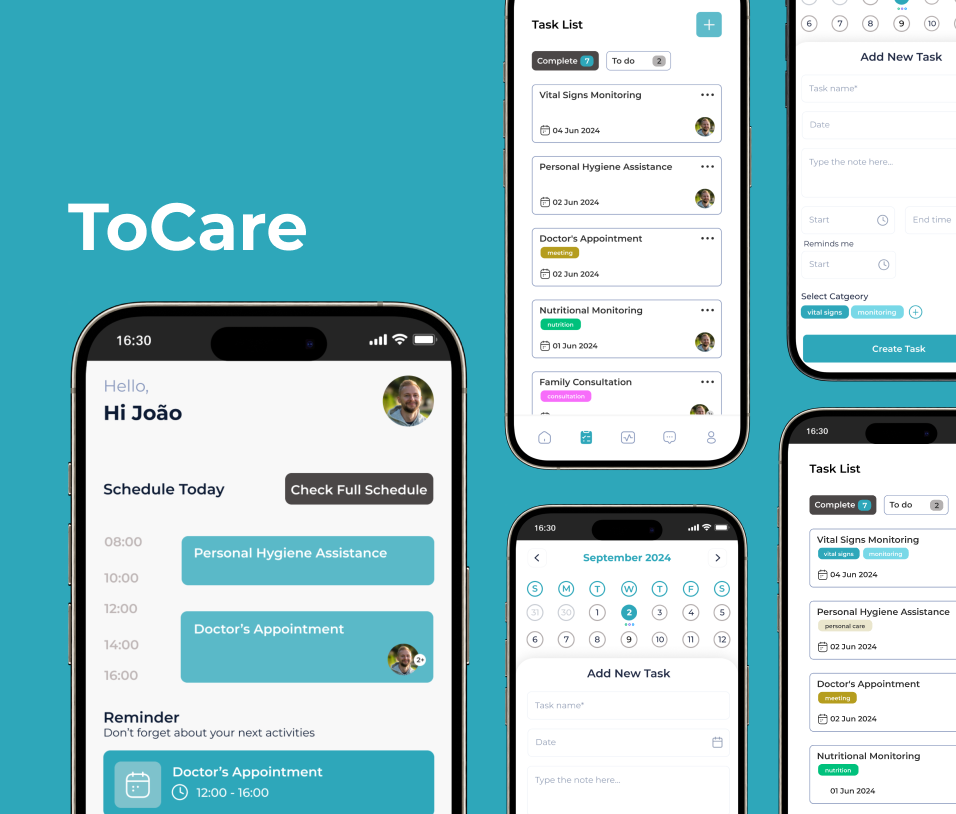 ToCare
16:30
Hello,
Hi João
Schedule Today
Check Full Schedule
08:00
10:00
12:00
14:00
16:00
Personal Hygiene Assistance
Doctor's Appointment
2+
Reminder
Don't forget about your next activities
Doctor's Appointment
12:00 - 16:00
Task List
+
Complete 7
To do 2
Vital Signs Monitoring
04 Jun 2024
Personal Hygiene Assistance
02 Jun 2024
Doctor's Appointment
meeting
02 Jun 2024
Nutritional Monitoring
nutrition
01 Jun 2024
Family Consultation
consultation
16:30
September 2024
S M T W T F S
31 30 1 2 3 4 5
6 7 8 9 10 11 12
Add New Task
Task name*
Date
Type the note here...
6 7 8 9 10
Add New Task
Task name*
Date
Type the note here...
Start
End time
Reminds me
Start
Select Catgeory
vital signs monitoring
Create Task
16:30
Task List
Complete 7
To do 2
Vital Signs Monitoring
vital signs monitoring
04 Jun 2024
Personal Hygiene Assistance
personal care
02 Jun 2024
Doctor's Appointment
meeting
02 Jun 2024
Nutritional Monitoring
nutrition
01 Jun 2024